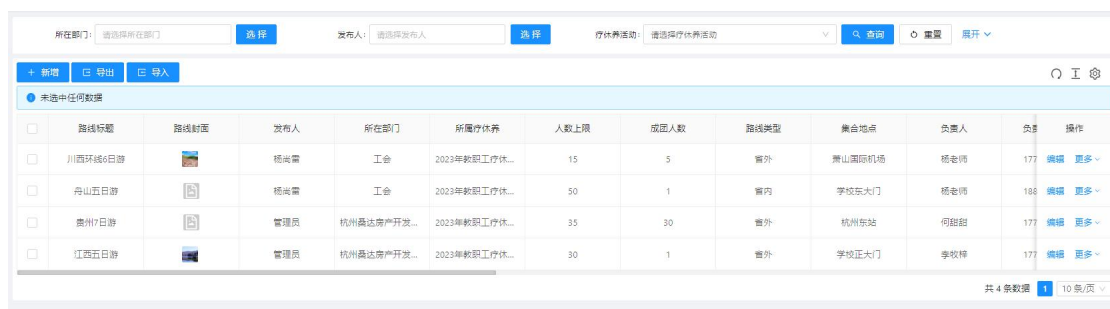 所在部门： 请选择所在部门 选择 发布人： 请选择发布人 选择 疗休养活动： 请选择疗休养活动 查询 重置 展开
新增 导出 导入
未选中任何数据
路线标题 路线封面 发布人 所在部门 所属疗休养 人数上限 成团人数 路线类型 集合地点 负责人 负责 操作
川西环线6日游 杨尚雷 工会 2023年教职工疗休... 15 5 省外 萧山国际机场 杨老师 177 编辑 更多
舟山五日游 杨尚雷 工会 2023年教职工疗休... 50 1 省内 学校东大门 杨老师 188 编辑 更多
贵州7日游 管理员 杭州桑达房产开发... 2023年教职工疗休... 35 30 省外 杭州东站 何甜甜 177 编辑 更多
江西五日游 管理员 杭州桑达房产开发... 2023年教职工疗休... 30 1 省外 学校正大门 李牧梓 177 编辑 更多
共 4 条数据 1 10 条/页